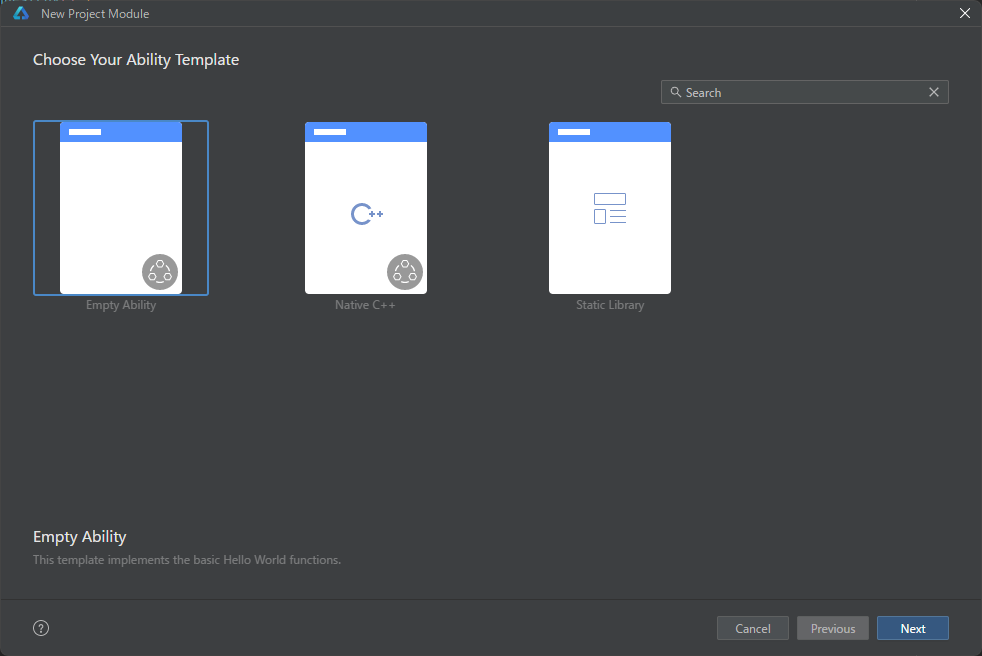 New Project Module
Choose Your Ability Template
Search
C++
Empty Ability
Native C++
Static Library
Empty Ability
This template implements the basic Hello World functions.
?
Cancel
Previous
Next